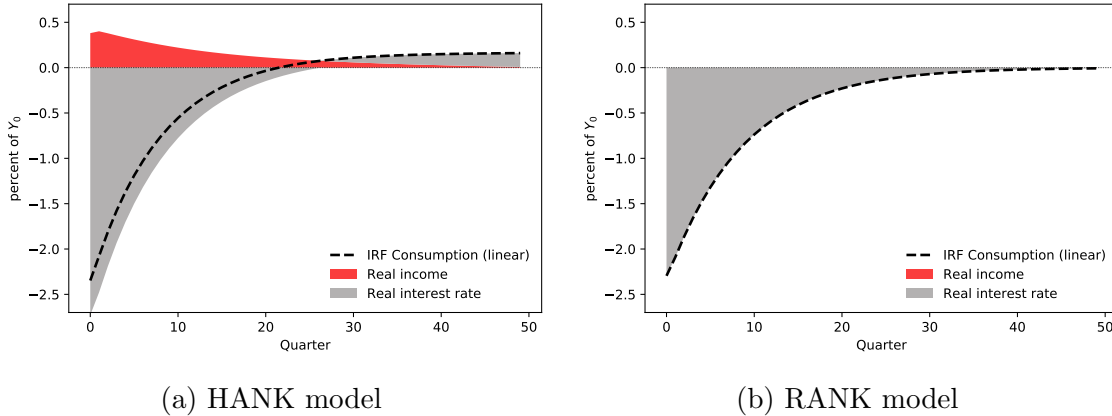 0.5
0.0
−0.5
−1.0
−1.5
−2.0
−2.5
percent of Y0
0 10 20 30 40 50
Quarter
IRF Consumption (linear)
Real income
Real interest rate
(a) HANK model
0.5
0.0
−0.5
−1.0
−1.5
−2.0
−2.5
percent of Y0
0 10 20 30 40 50
Quarter
IRF Consumption (linear)
Real income
Real interest rate
(b) RANK model